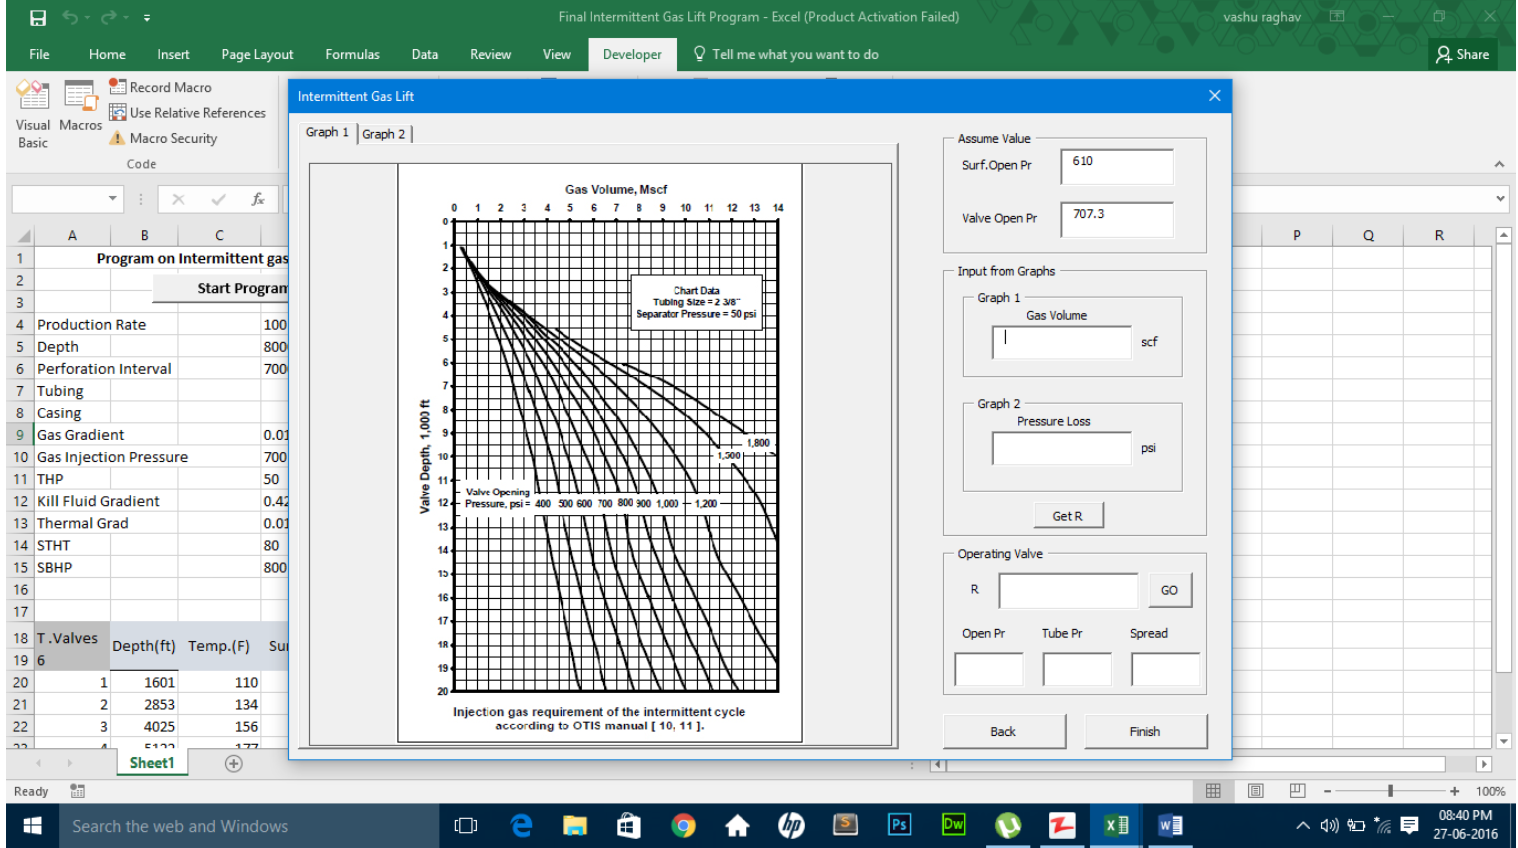 Final Intermittent Gas Lift Program - Excel (Product Activation Failed)
vashu raghav
File Home Insert Page Layout Formulas Data Review View Developer Tell me what you want to do
Share
Visual Basic
Macros
Record Macro
Use Relative References
Macro Security
Code
fx
A B C P Q R
1 Program on Intermittent gas
2 Start Program
3
4 Production Rate 100
5 Depth 800
6 Perforation Interval 700
7 Tubing
8 Casing
9 Gas Gradient 0.01
10 Gas Injection Pressure 700
11 THP 50
12 Kill Fluid Gradient 0.42
13 Thermal Grad 0.01
14 STHT 80
15 SBHP 800
16
17
18 T .Valves Depth(ft) Temp.(F) Su
19 6
20 1 1601 110
21 2 2853 134
22 3 4025 156
23 4 5122 177
Sheet1
Ready
100%
Intermittent Gas Lift
Graph 1 Graph 2
Gas Volume, Mscf
0 1 2 3 4 5 6 7 8 9 10 11 12 13 14
0
1
2
3
4
5
6
7
8
9
10
11
12
13
14
15
16
17
18
19
20
Valve Depth, 1,000 ft
Chart Data
Tubing Size = 2 3/8"
Separator Pressure = 50 psi
1,800
1,500
Valve Opening
Pressure, psi = 400 500 600 700 800 900 1,000 1,200
Injection gas requirement of the intermittent cycle
according to OTIS manual [ 10, 11 ].
Assume Value
Surf.Open Pr 610
Valve Open Pr 707.3
Input from Graphs
Graph 1
Gas Volume
scf
Graph 2
Pressure Loss
psi
Get R
Operating Valve
R GO
Open Pr Tube Pr Spread
Back Finish
Search the web and Windows
hp
S
Ps
Dw
X
W
08:40 PM
27-06-2016